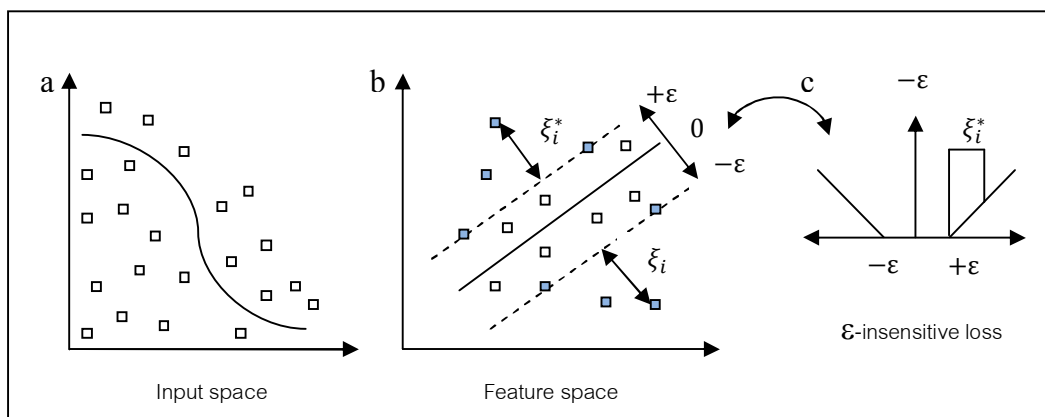 a
Input space
b
+ε
0
−ε
ξ*i
ξi
Feature space
c
−ε
ξ*i
−ε
+ε
ε-insensitive loss